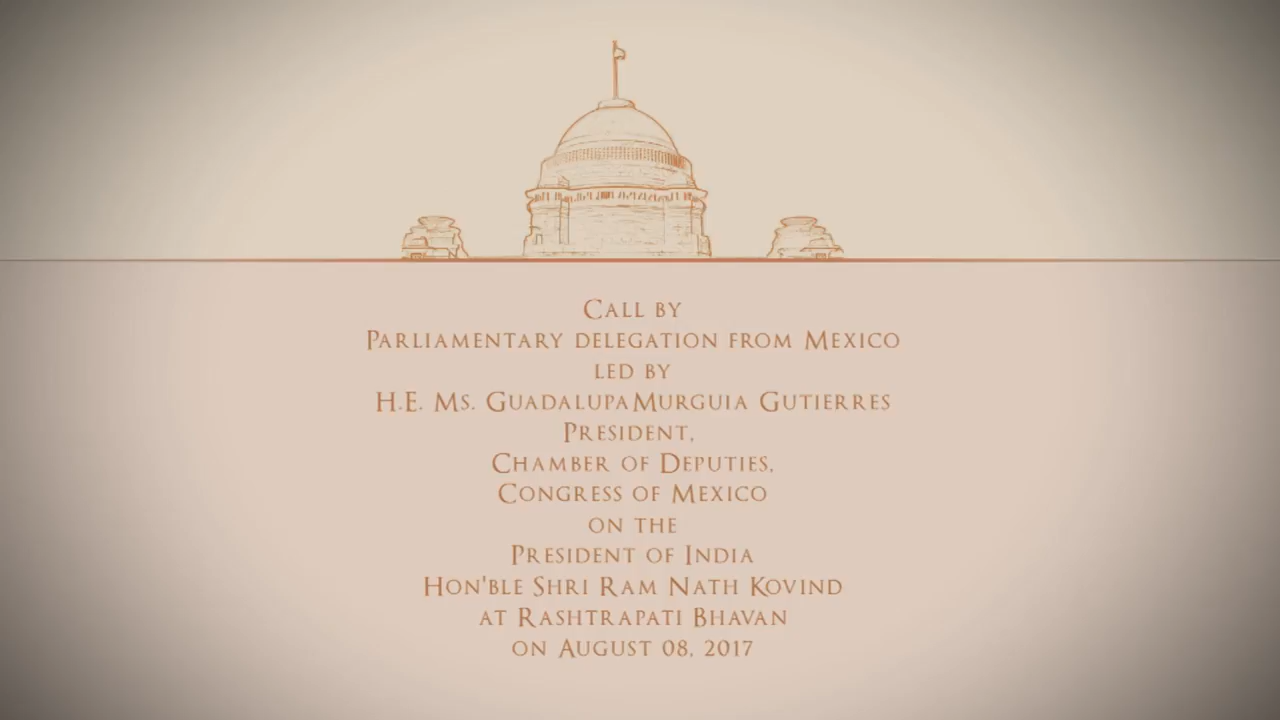 Call by
Parliamentary delegation from Mexico
led by
H.E. Ms. GuadalupaMurguia Gutierres
President,
Chamber of Deputies,
Congress of Mexico
on the
President of India
Hon'ble Shri Ram Nath Kovind
at Rashtrapati Bhavan
on August 08, 2017